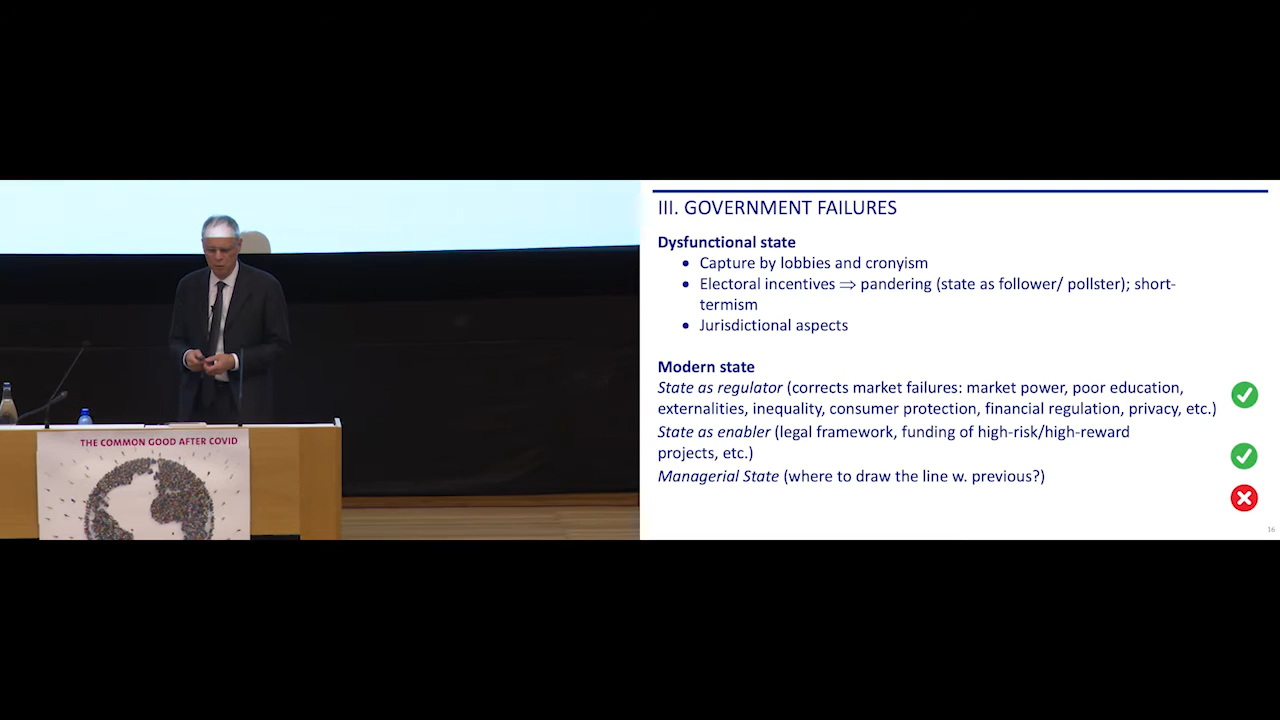 THE COMMON GOOD AFTER COVID
III. GOVERNMENT FAILURES
Dysfunctional state
• Capture by lobbies and cronyism
• Electoral incentives ⇒ pandering (state as follower/ pollster); short-
termism
• Jurisdictional aspects
Modern state
State as regulator (corrects market failures: market power, poor education,
externalities, inequality, consumer protection, financial regulation, privacy, etc.)
State as enabler (legal framework, funding of high-risk/high-reward
projects, etc.)
Managerial State (where to draw the line w. previous?)
16